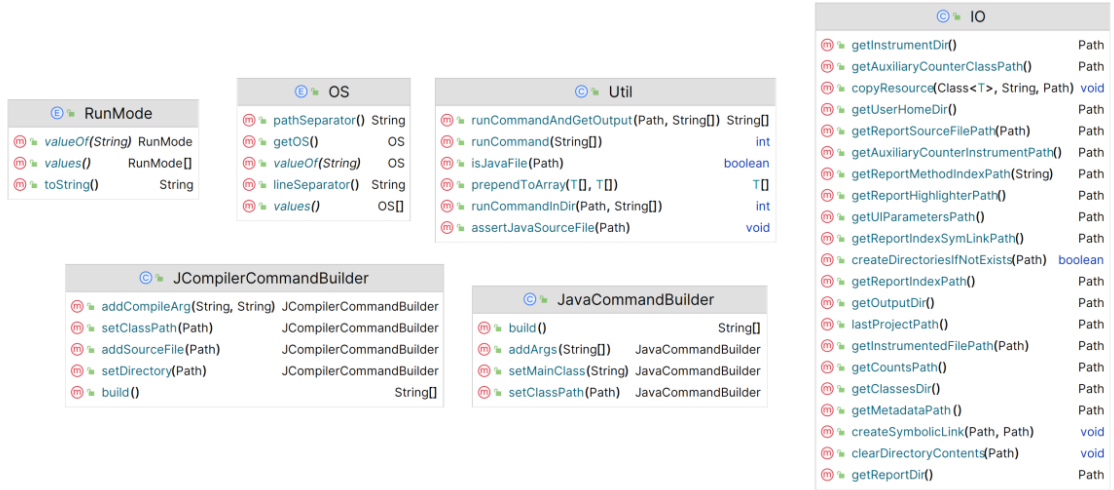 RunMode
valueOf(String) RunMode
values() RunMode[]
toString() String
OS
pathSeparator() String
getOS() OS
valueOf(String) OS
lineSeparator() String
values() OS[]
Util
runCommandAndGetOutput(Path, String[]) String[]
runCommand(String[]) int
isJavaFile(Path) boolean
prependToArray(T[], T[]) T[]
runCommandInDir(Path, String[]) int
assertJavaSourceFile(Path) void
IO
getInstrumentDir() Path
getAuxiliaryCounterClassPath() Path
copyResource(Class<T>, String, Path) void
getUserHomeDir() Path
getReportSourceFilePath(Path) Path
getAuxiliaryCounterInstrumentPath() Path
getReportMethodIndexPath(String) Path
getReportHighlighterPath() Path
getUIParametersPath() Path
getReportIndexSymLinkPath() Path
createDirectoriesIfNotExists(Path) boolean
getReportIndexPath() Path
getOutputDir() Path
lastProjectPath() Path
getInstrumentedFilePath(Path) Path
getCountsPath() Path
getClassesDir() Path
getMetadataPath() Path
createSymbolicLink(Path, Path) void
clearDirectoryContents(Path) void
getReportDir() Path
JCompilerCommandBuilder
addCompileArg(String, String) JCompilerCommandBuilder
setClassPath(Path) JCompilerCommandBuilder
addSourceFile(Path) JCompilerCommandBuilder
setDirectory(Path) JCompilerCommandBuilder
build() String[]
JavaCommandBuilder
build() String[]
addArgs(String[]) JavaCommandBuilder
setMainClass(String) JavaCommandBuilder
setClassPath(Path) JavaCommandBuilder